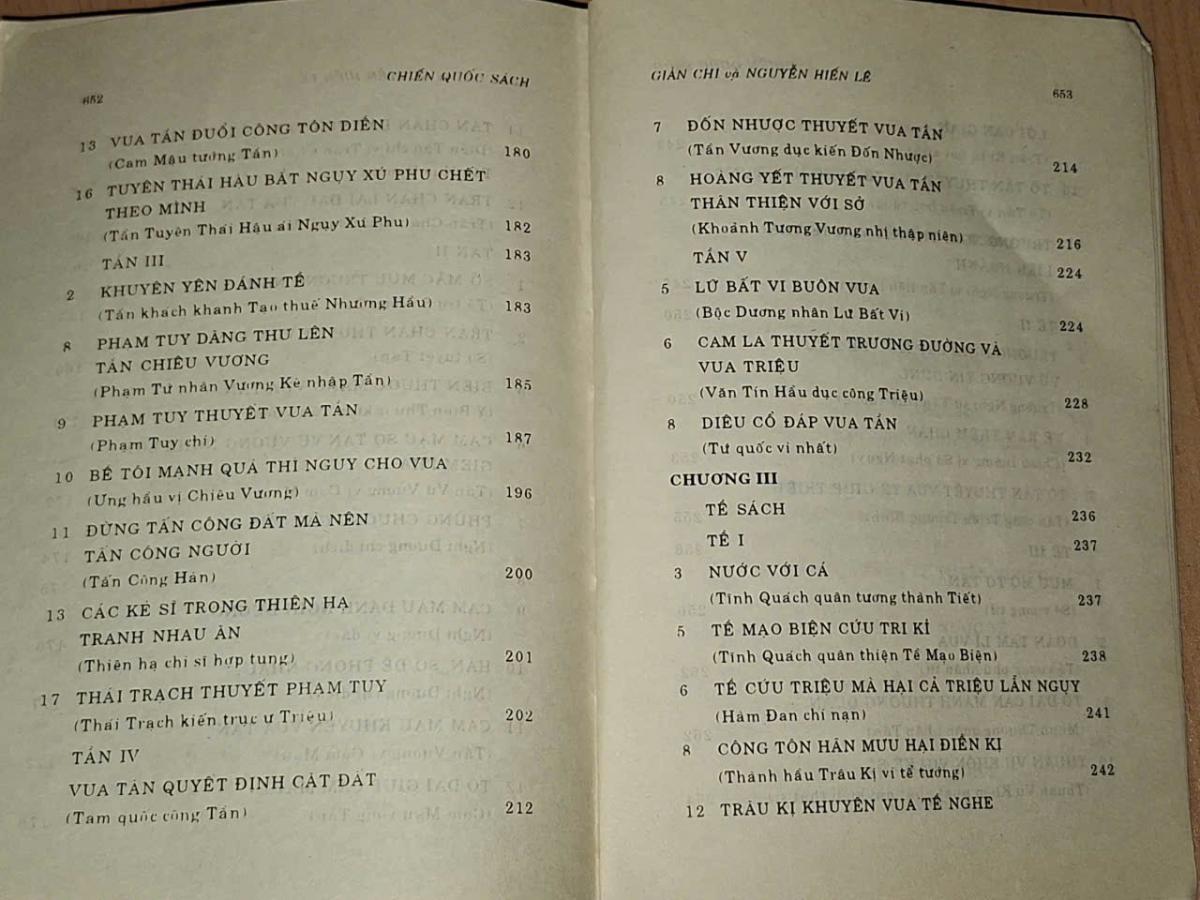 CHIẾN QUỐC SÁCH
652
13 VUA TẦN ĐUỔI CÔNG TÔN DIỄN
(Cam Mậu tướng Tần) 180
16 TUYÊN THÁI HẬU BẮT NGỤY XÚ PHU CHẾT
THEO MÌNH
(Tần Tuyên Thái Hậu ái Ngụy Xú Phu) 182
TẦN III 183
2 KHUYÊN YÊN ĐÁNH TỀ
(Tần khách khanh Tạo thuế Nhương Hầu) 183
8 PHẠM TUY DÂNG THƯ LÊN
TẦN CHIÊU VƯƠNG
(Phạm Tử nhân Vương Kê nhập Tần) 185
9 PHẠM TUY THUYẾT VUA TẦN
(Phạm Tuy chí) 187
10 BỀ TÔI MẠNH QUÁ THÌ NGUY CHO VUA
(Ứng hầu vị Chiêu Vương) 196
11 ĐỪNG TẤN CÔNG ĐẤT MÀ NÊN
TẤN CÔNG NGƯỜI
(Tấn Công Hàn) 200
13 CÁC KẺ SĨ TRONG THIÊN HẠ
TRANH NHAU ĂN
(Thiên hạ chi sĩ hợp tung) 201
17 THÁI TRẠCH THUYẾT PHẠM TUY
(Thái Trạch kiến trục ư Triệu) 202
TẦN IV
VUA TẦN QUYẾT ĐỊNH CẮT ĐẤT
(Tam quốc công Tần) 212
GIẢN CHI và NGUYỄN HIẾN LÊ
653
7 ĐỐN NHƯỢC THUYẾT VUA TẦN
(Tần Vương dục kiến Đốn Nhược) 214
8 HOÀNG YẾT THUYẾT VUA TẦN
THÂN THIỆN VỚI SỞ
(Khoảnh Tương Vương nhị thập niên) 216
TẦN V 224
5 LỮ BẤT VI BUÔN VUA
(Bộc Dương nhân Lữ Bất Vi) 224
6 CAM LA THUYẾT TRƯƠNG ĐƯỜNG VÀ
VUA TRIỆU
(Văn Tín Hầu dục công Triệu) 228
8 DIÊU CỔ ĐÁP VUA TẦN
(Tứ quốc vi nhất) 232
CHƯƠNG III
TỀ SÁCH 236
TỀ I 237
3 NƯỚC VỚI CÁ
(Tĩnh Quách quân tương thành Tiết) 237
5 TỀ MẠO BIỆN CỨU TRI KỈ
(Tĩnh Quách quân thiện Tề Mạo Biện) 238
6 TỀ CỨU TRIỆU MÀ HẠI CẢ TRIỆU LẪN NGỤY
(Hàm Đan chi nạn) 241
8 CÔNG TÔN HÃN MƯU HẠI ĐIỀN KỊ
(Thành hầu Trâu Kị vi tể tướng) 242
12 TRÂU KỊ KHUYÊN VUA TỀ NGHE